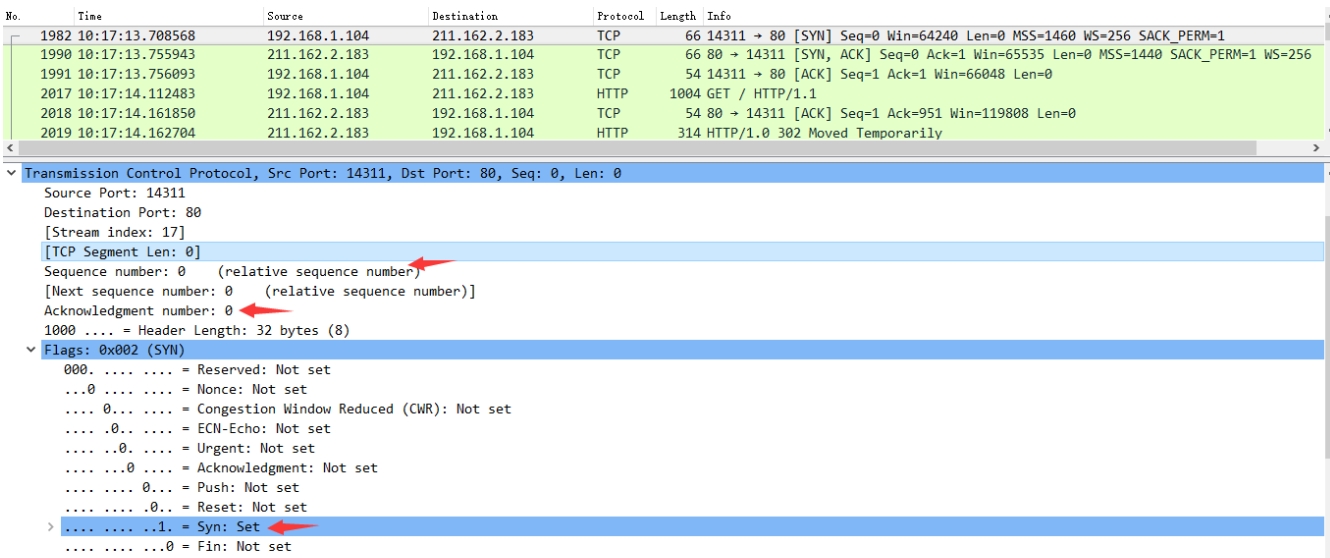 No. Time Source Destination Protocol Length Info
1982 10:17:13.708568 192.168.1.104 211.162.2.183 TCP 66 14311 → 80 [SYN] Seq=0 Win=64240 Len=0 MSS=1460 WS=256 SACK_PERM=1
1990 10:17:13.755943 211.162.2.183 192.168.1.104 TCP 66 80 → 14311 [SYN, ACK] Seq=0 Ack=1 Win=65535 Len=0 MSS=1440 SACK_PERM=1 WS=256
1991 10:17:13.756093 192.168.1.104 211.162.2.183 TCP 54 14311 → 80 [ACK] Seq=1 Ack=1 Win=66048 Len=0
2017 10:17:14.112483 192.168.1.104 211.162.2.183 HTTP 1004 GET / HTTP/1.1
2018 10:17:14.161850 211.162.2.183 192.168.1.104 TCP 54 80 → 14311 [ACK] Seq=1 Ack=951 Win=119808 Len=0
2019 10:17:14.162704 211.162.2.183 192.168.1.104 HTTP 314 HTTP/1.0 302 Moved Temporarily
Transmission Control Protocol, Src Port: 14311, Dst Port: 80, Seq: 0, Len: 0
Source Port: 14311
Destination Port: 80
[Stream index: 17]
[TCP Segment Len: 0]
Sequence number: 0 (relative sequence number)
[Next sequence number: 0 (relative sequence number)]
Acknowledgment number: 0
1000 .... = Header Length: 32 bytes (8)
Flags: 0x002 (SYN)
000. .... .... = Reserved: Not set
...0 .... .... = Nonce: Not set
.... 0... .... = Congestion Window Reduced (CWR): Not set
.... .0.. .... = ECN-Echo: Not set
.... ..0. .... = Urgent: Not set
.... ...0 .... = Acknowledgment: Not set
.... .... 0... = Push: Not set
.... .... .0.. = Reset: Not set
.... .... ..1. = Syn: Set
.... .... ...0 = Fin: Not set